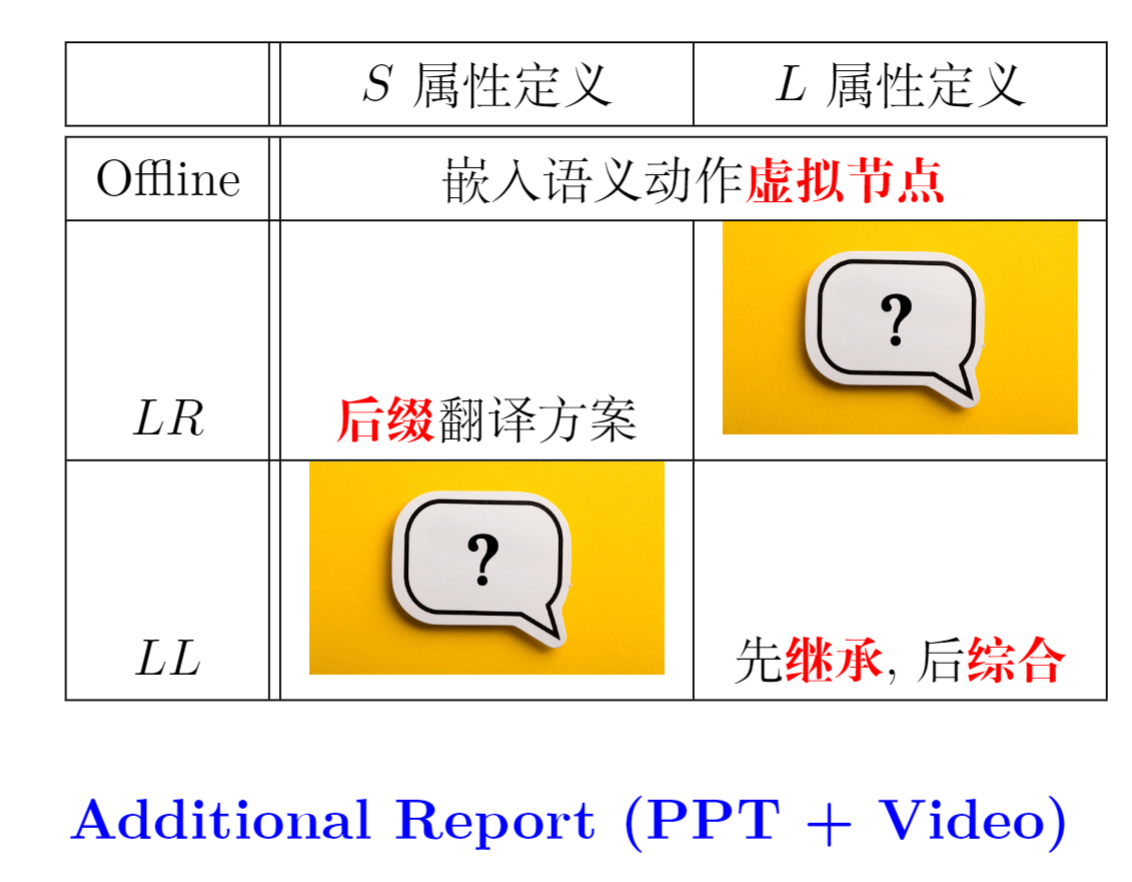 S 属性定义 L 属性定义
Offline 嵌入语义动作虚拟节点
?
LR 后缀翻译方案
?
LL 先继承, 后综合
Additional Report (PPT + Video)